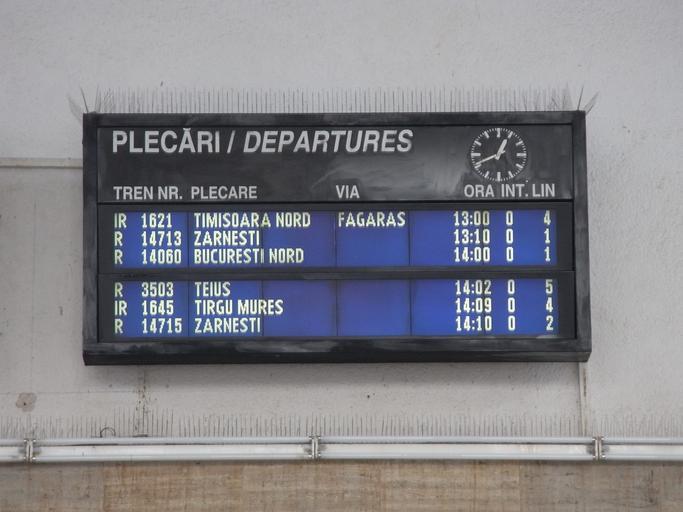 PLECĂRI / DEPARTURES
TREN NR. PLECARE VIA ORA INT. LIN
IR 1621 TIMISOARA NORD FAGARAS 13:00 0 4
R 14713 ZARNESTI 13:10 0 1
R 14060 BUCURESTI NORD 14:00 0 1
R 3503 TEIUS 14:02 0 5
IR 1645 TIRGU MURES 14:09 0 4
R 14715 ZARNESTI 14:10 0 2